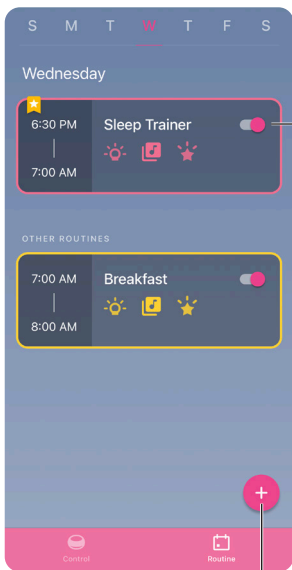 S M T W T F S
Wednesday
6:30 PM Sleep Trainer
7:00 AM
OTHER ROUTINES
7:00 AM Breakfast
8:00 AM
+
Control Routine